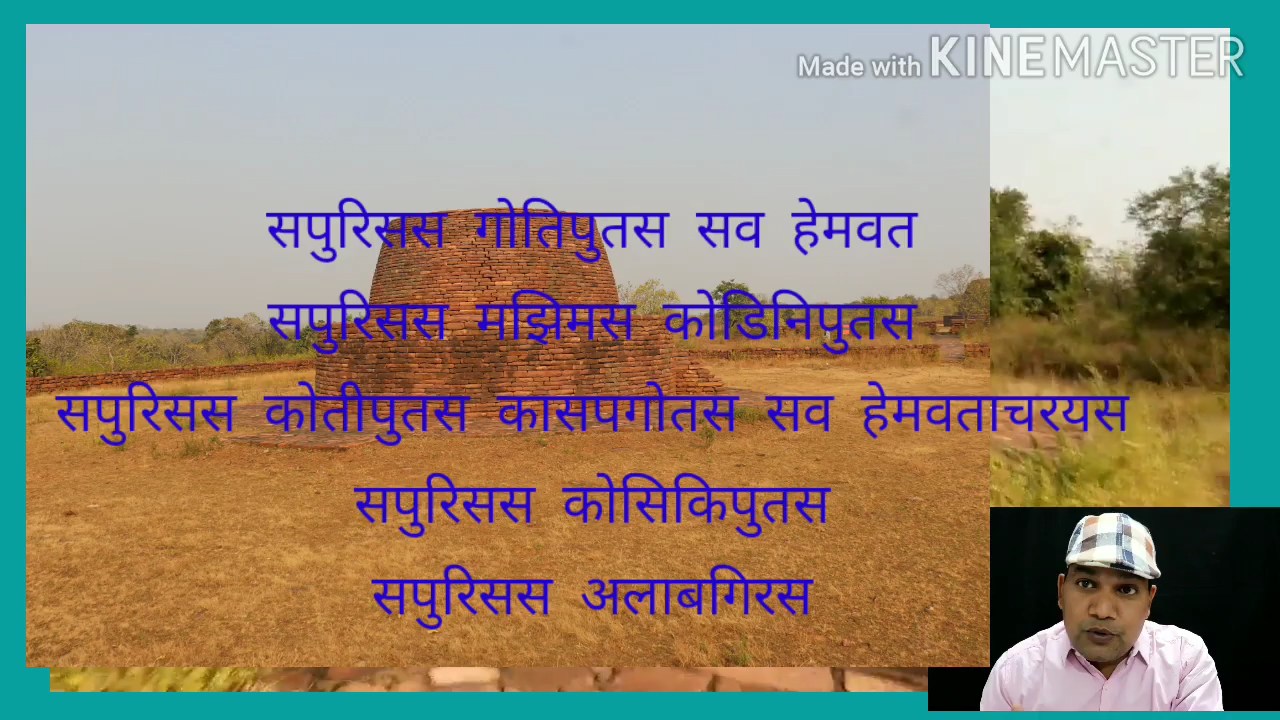 Made with KINEMASTER
सपुरिसस गोतिपुतस सव हेमवत
सपुरिसस मझिमस कोडिनिपुतस
सपुरिसस कोतीपुतस कासपगोतस सव हेमवताचरयस
सपुरिसस कोसिकिपुतस
सपुरिसस अलाबगिरस